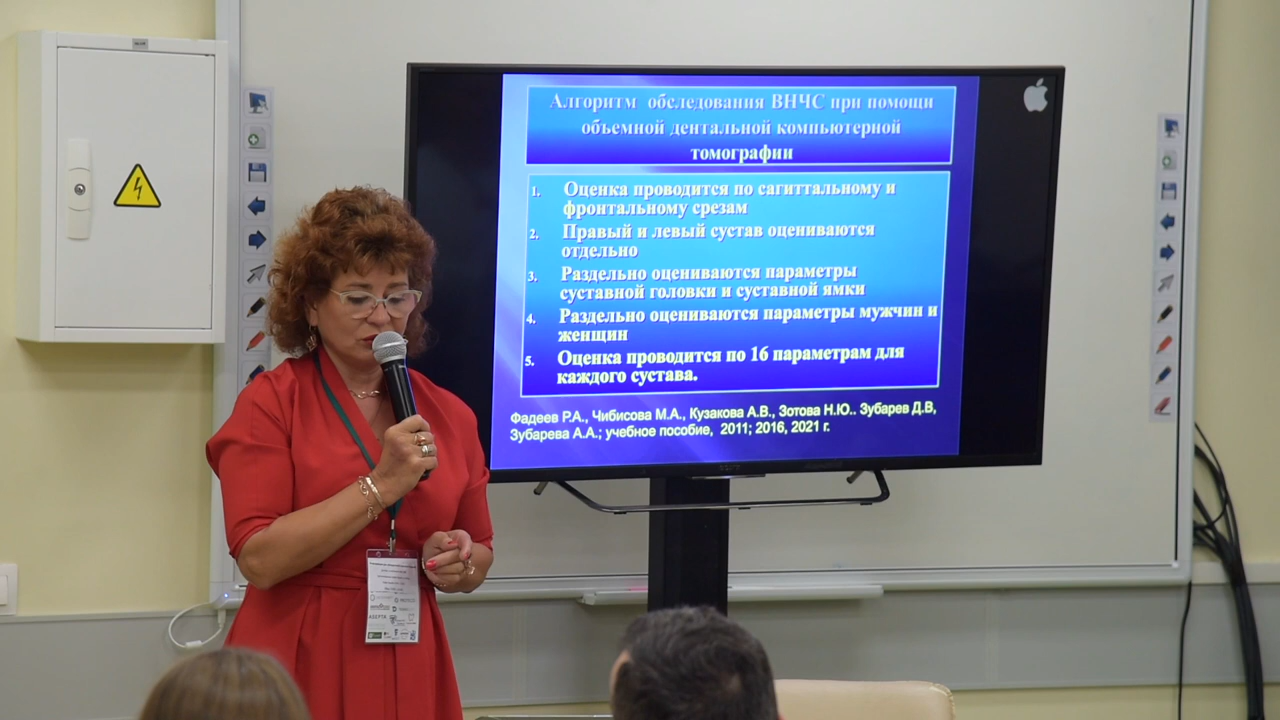 Алгоритм обследования ВНЧС при помощи
объемной дентальной компьютерной
томографии
1. Оценка проводится по сагиттальному и
фронтальному срезам
2. Правый и левый сустав оцениваются
отдельно
3. Раздельно оцениваются параметры
суставной головки и суставной ямки
4. Раздельно оцениваются параметры мужчин и
женщин
5. Оценка проводится по 16 параметрам для
каждого сустава.
Фадеев Р.А., Чибисова М.А., Кузакова А.В., Зотова Н.Ю.. Зубарев Д.В,
Зубарева А.А.; учебное пособие, 2011; 2016, 2021 г.